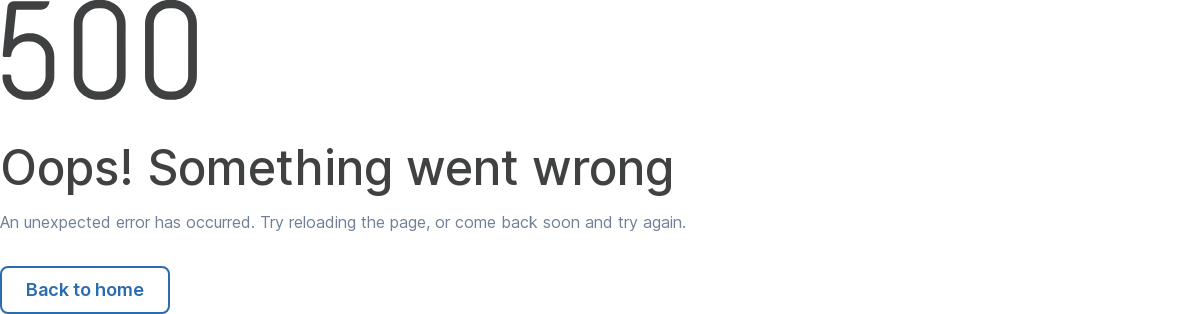 500
Oops! Something went wrong
An unexpected error has occurred. Try reloading the page, or come back soon and try again.
Back to home